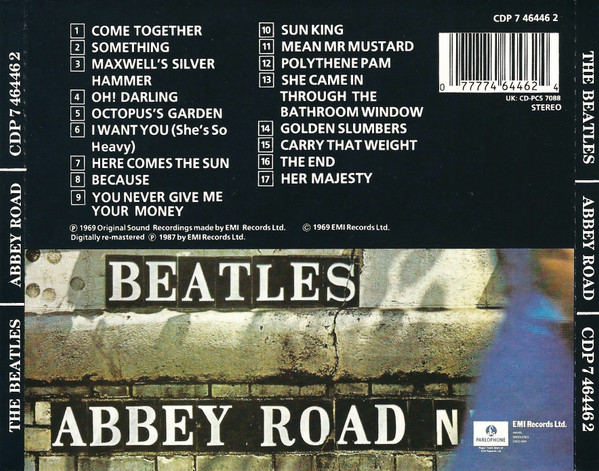 THE BEATLES ABBEY ROAD CDP 7 46446 2
1 COME TOGETHER
2 SOMETHING
3 MAXWELL'S SILVER
HAMMER
4 OH! DARLING
5 OCTOPUS'S GARDEN
6 I WANT YOU (She's So
Heavy)
7 HERE COMES THE SUN
8 BECAUSE
9 YOU NEVER GIVE ME
YOUR MONEY
10 SUN KING
11 MEAN MR MUSTARD
12 POLYTHENE PAM
13 SHE CAME IN
THROUGH THE
BATHROOM WINDOW
14 GOLDEN SLUMBERS
15 CARRY THAT WEIGHT
16 THE END
17 HER MAJESTY
CDP 7 46446 2
0 77774 64462 4
UK: CD-PCS 7088
STEREO
℗ 1969 Original Sound Recordings made by EMI Records Ltd. © 1969 EMI Records Ltd.
Digitally re-mastered ℗ 1987 by EMI Records Ltd.
BEATLES
ABBEY ROAD N
PARLOPHONE
EMI Records Ltd.
THE BEATLES ABBEY ROAD CDP 7 46446 2